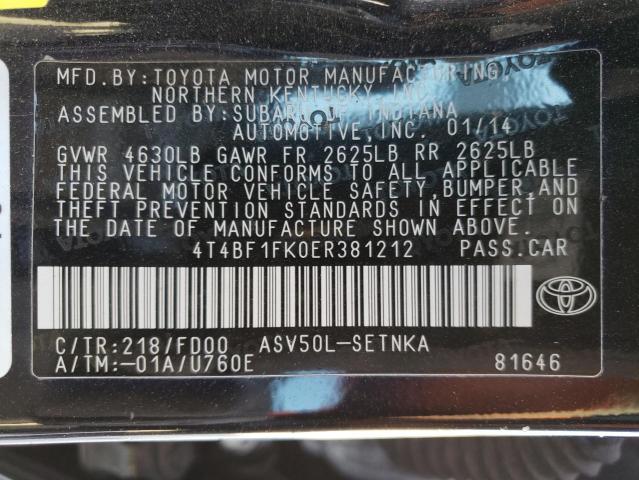 MFD.BY:TOYOTA MOTOR MANUFACTURING
NORTHERN KENTUCKY, INC.
ASSEMBLED BY:SUBARU OF INDIANA
AUTOMOTIVE, INC. 01/14
GVWR 4630LB GAWR FR 2625LB RR 2625LB
THIS VEHICLE CONFORMS TO ALL APPLICABLE
FEDERAL MOTOR VEHICLE SAFETY, BUMPER, AND
THEFT PREVENTION STANDARDS IN EFFECT ON
THE DATE OF MANUFACTURE SHOWN ABOVE.
4T4BF1FK0ER381212 PASS.CAR
C/TR:218/FD00 ASV50L-SETNKA
A/TM:-01A/U760E 81646
TOYOTA